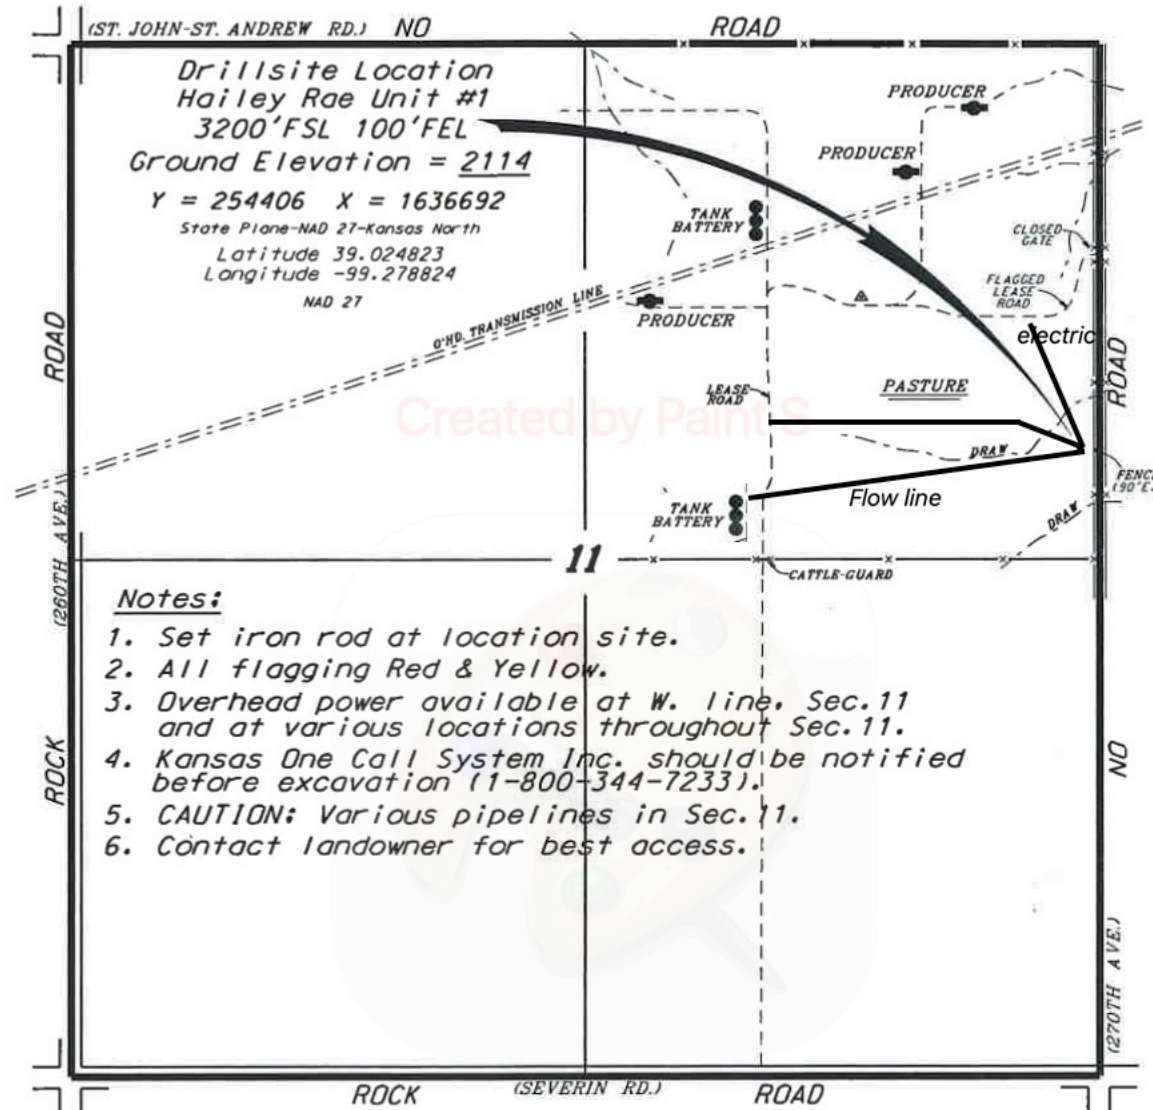 (ST. JOHN-ST. ANDREW RD.) NO ROAD
Drillsite Location
Hailey Rae Unit #1
3200'FSL 100'FEL
Ground Elevation = 2114
Y = 254406 X = 1636692
State Plane-NAD 27-Kansas North
Latitude 39.024823
Longitude -99.278824
NAD 27
PRODUCER
PRODUCER
TANK
BATTERY
CLOSED
GATE
FLAGGED
LEASE
ROAD
O'HD. TRANSMISSION LINE
PRODUCER
electric
ROAD
ROAD
LEASE
ROAD
PASTURE
Created by Paint S
DRAW
FENCE
(90'E.
Flow line
TANK
BATTERY
DRAW
(260TH AVE.)
11
CATTLE-GUARD
Notes:
1. Set iron rod at location site.
2. All flagging Red & Yellow.
3. Overhead power available at W. line, Sec.11
and at various locations throughout Sec.11.
4. Kansas One Call System Inc. should be notified
before excavation (1-800-344-7233).
5. CAUTION: Various pipelines in Sec.11.
6. Contact landowner for best access.
ROCK
NO
(270TH AVE.)
ROCK (SEVERIN RD.) ROAD